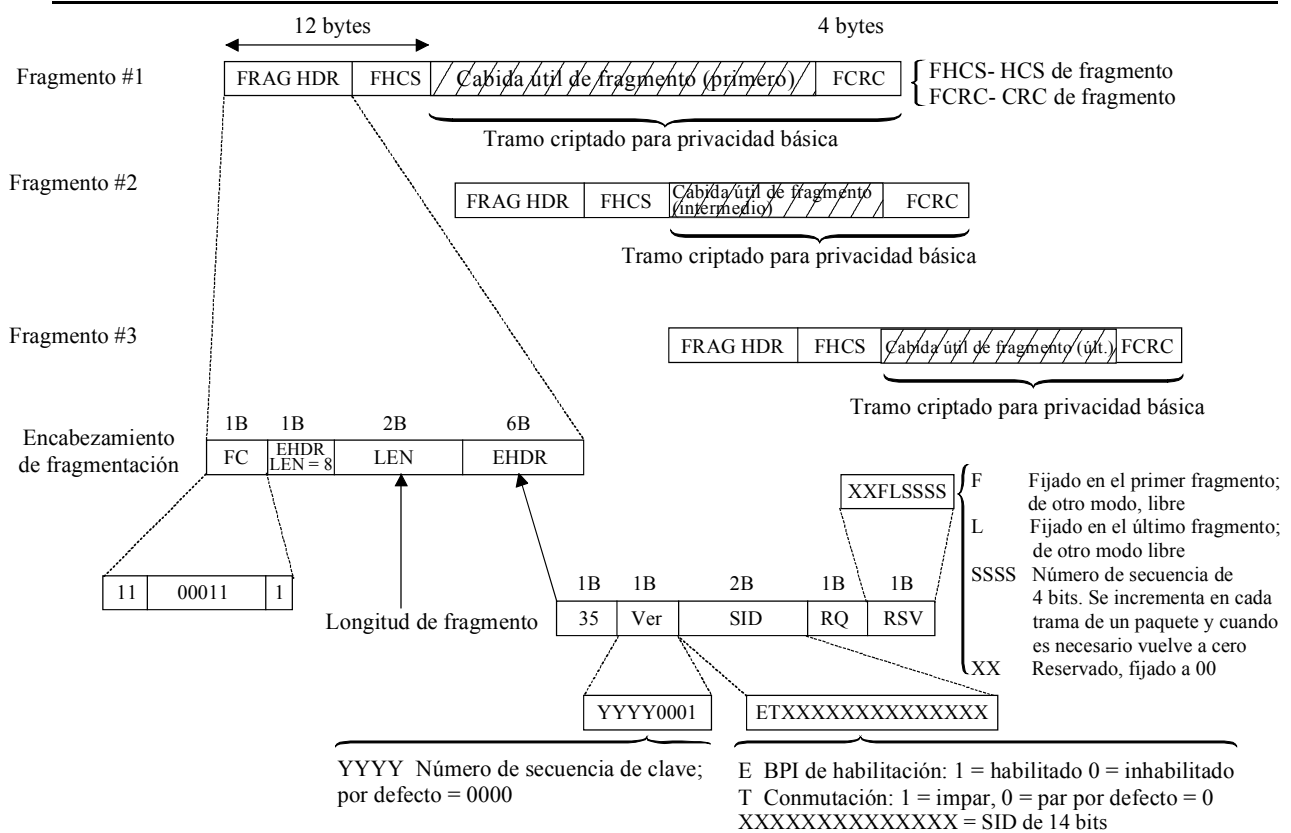 12 bytes
4 bytes
Fragmento #1
FRAG HDR
FHCS
Cabida útil de fragmento (primero)
FCRC
FHCS- HCS de fragmento
FCRC- CRC de fragmento
Tramo criptado para privacidad básica
Fragmento #2
FRAG HDR
FHCS
Cabida útil de fragmento
(intermedio)
FCRC
Tramo criptado para privacidad básica
Fragmento #3
FRAG HDR
FHCS
Cabida útil de fragmento (últ.)
FCRC
Tramo criptado para privacidad básica
Encabezamiento
de fragmentación
1B
1B
2B
6B
FC
EHDR
LEN = 8
LEN
EHDR
11
00011
1
Longitud de fragmento
XXFLSSSS
F Fijado en el primer fragmento;
de otro modo, libre
L Fijado en el último fragmento;
de otro modo libre
SSSS Número de secuencia de
4 bits. Se incrementa en cada
trama de un paquete y cuando
es necesario vuelve a cero
XX Reservado, fijado a 00
1B
1B
2B
1B
1B
35
Ver
SID
RQ
RSV
YYYY0001
ETXXXXXXXXXXXXXX
YYYY Número de secuencia de clave;
por defecto = 0000
E BPI de habilitación: 1 = habilitado 0 = inhabilitado
T Conmutación: 1 = impar, 0 = par por defecto = 0
XXXXXXXXXXXXXX = SID de 14 bits